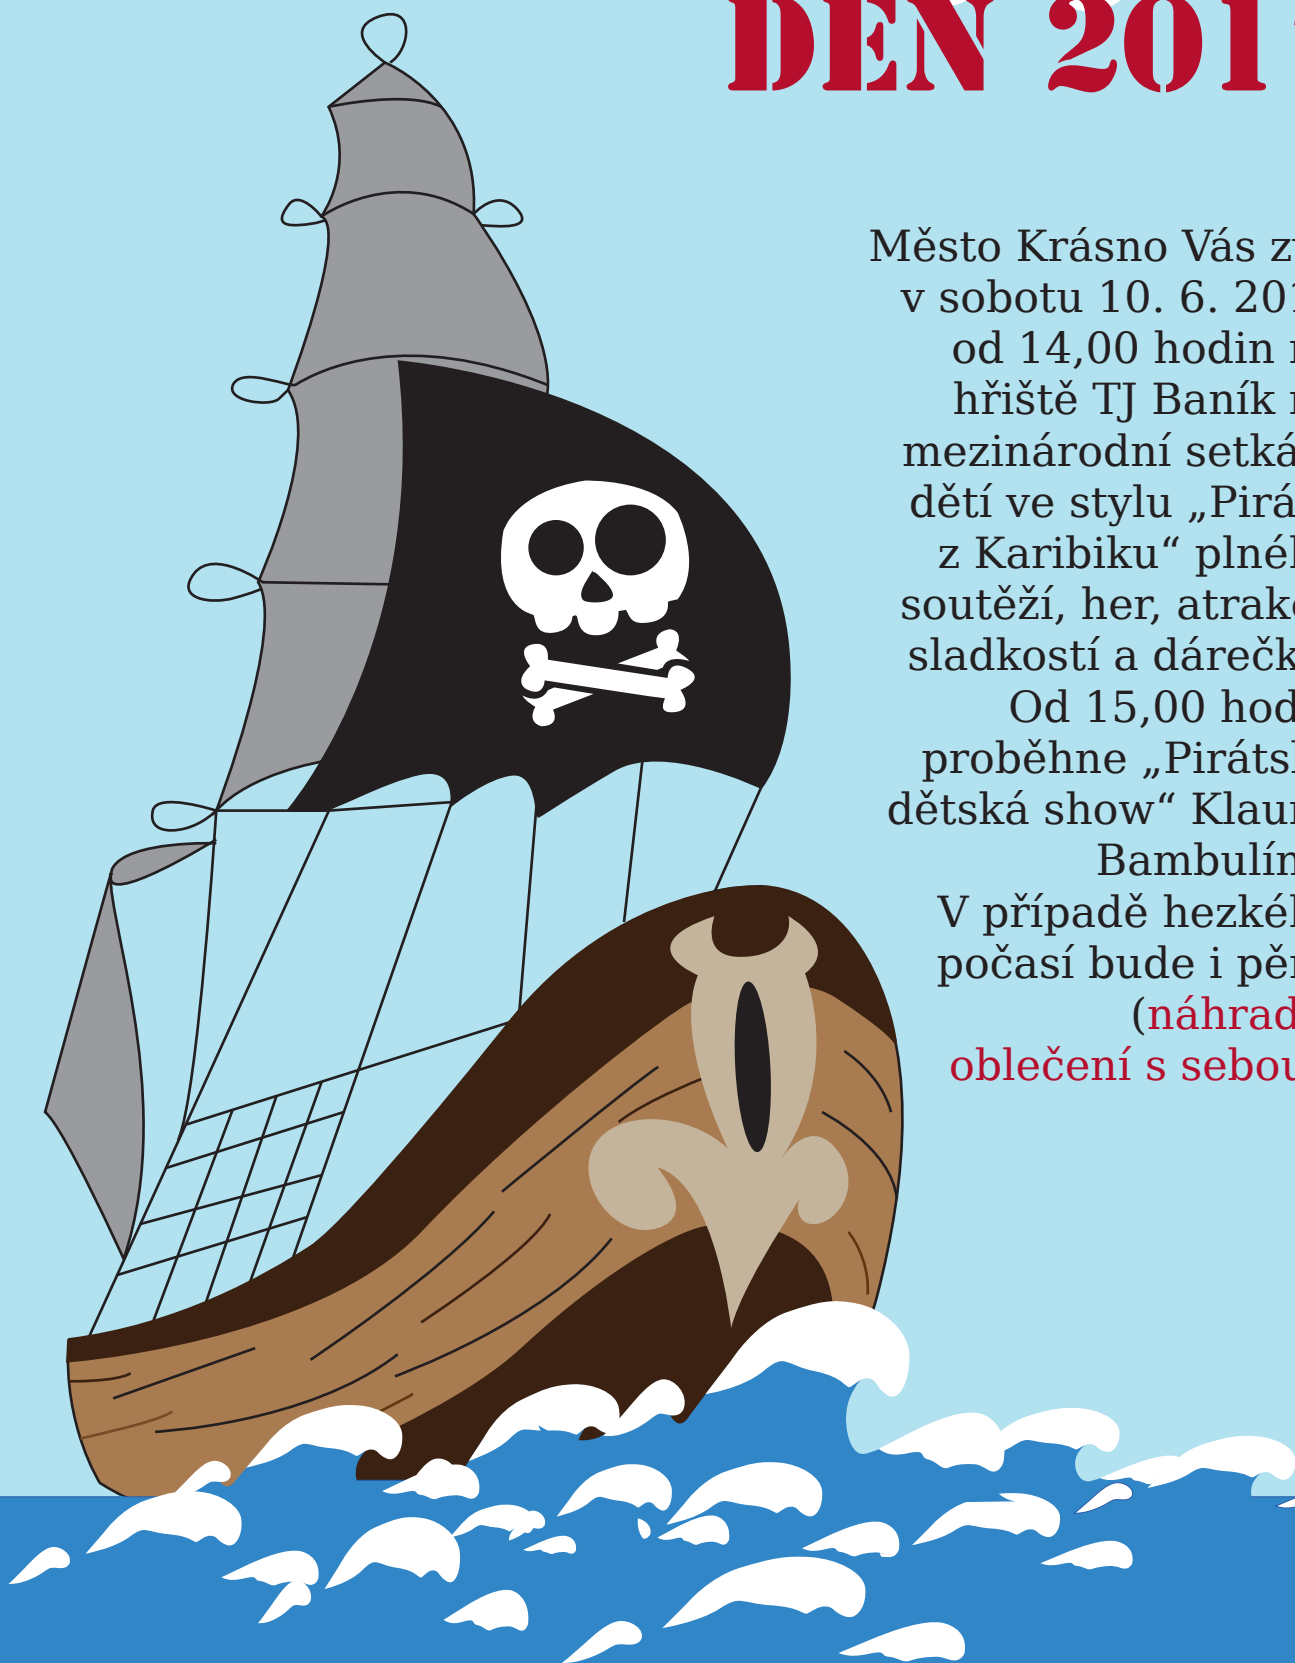 DEN 201
Město Krásno Vás
v sobotu 10. 6. 201
od 14,00 hodin
hřiště TJ Baník
mezinárodní setká
dětí ve stylu „Pirá
z Karibiku“ plné
soutěží, her, atrak
sladkostí a dáreč
Od 15,00 hod
proběhne „Piráts
dětská show“ Klau
Bambulín
V případě hezké
počasí bude i pě
(náhrad
oblečení s sebou